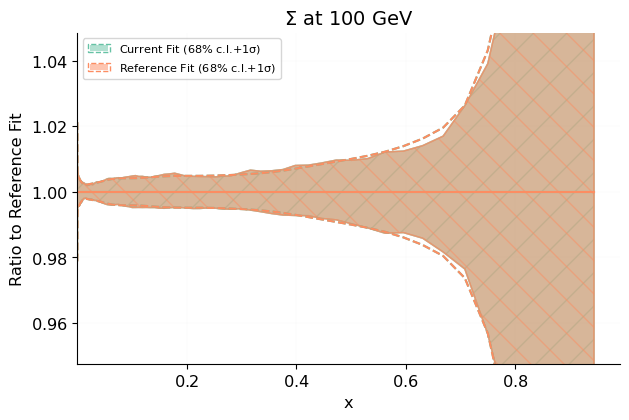 Σ at 100 GeV
Current Fit (68% c.l.+1σ)
Reference Fit (68% c.l.+1σ)
Ratio to Reference Fit
1.04
1.02
1.00
0.98
0.96
0.2 0.4 0.6 0.8
x